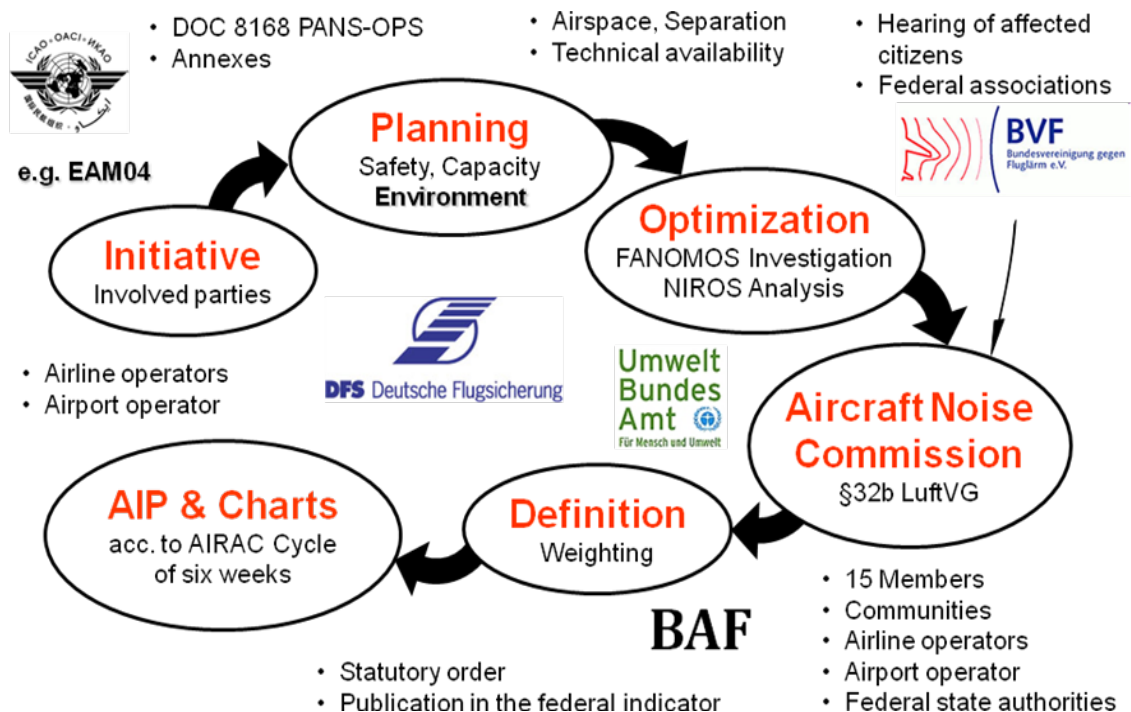 ICAO · OACI · ИКАО
• DOC 8168 PANS-OPS
• Annexes
• Airspace, Separation
• Technical availability
• Hearing of affected
citizens
• Federal associations
BVF
Bundesvereinigung gegen
Fluglärm e.V.
e.g. EAM04
Planning
Safety, Capacity
Environment
Optimization
FANOMOS Investigation
NIROS Analysis
Initiative
Involved parties
• Airline operators
• Airport operator
DFS Deutsche Flugsicherung
Umwelt
Bundes
Amt
Für Mensch und Umwelt
Aircraft Noise
Commission
§32b LuftVG
AIP & Charts
acc. to AIRAC Cycle
of six weeks
Definition
Weighting
BAF
• 15 Members
• Communities
• Airline operators
• Airport operator
• Federal state authorities
• Statutory order
• Publication in the federal indicator